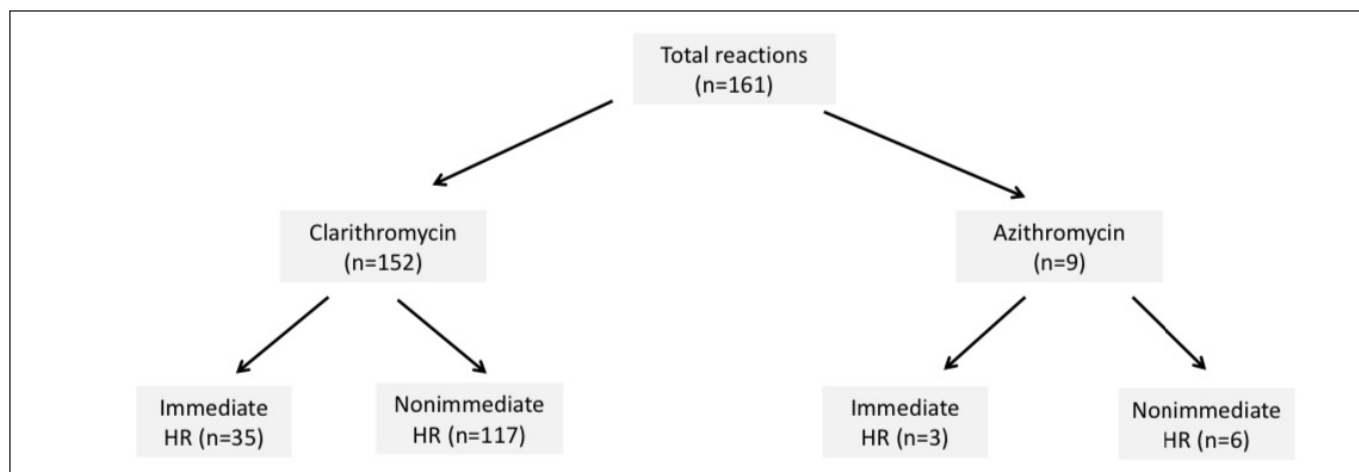 Total reactions
(n=161)
Clarithromycin
(n=152)
Azithromycin
(n=9)
Immediate
HR (n=35)
Nonimmediate
HR (n=117)
Immediate
HR (n=3)
Nonimmediate
HR (n=6)